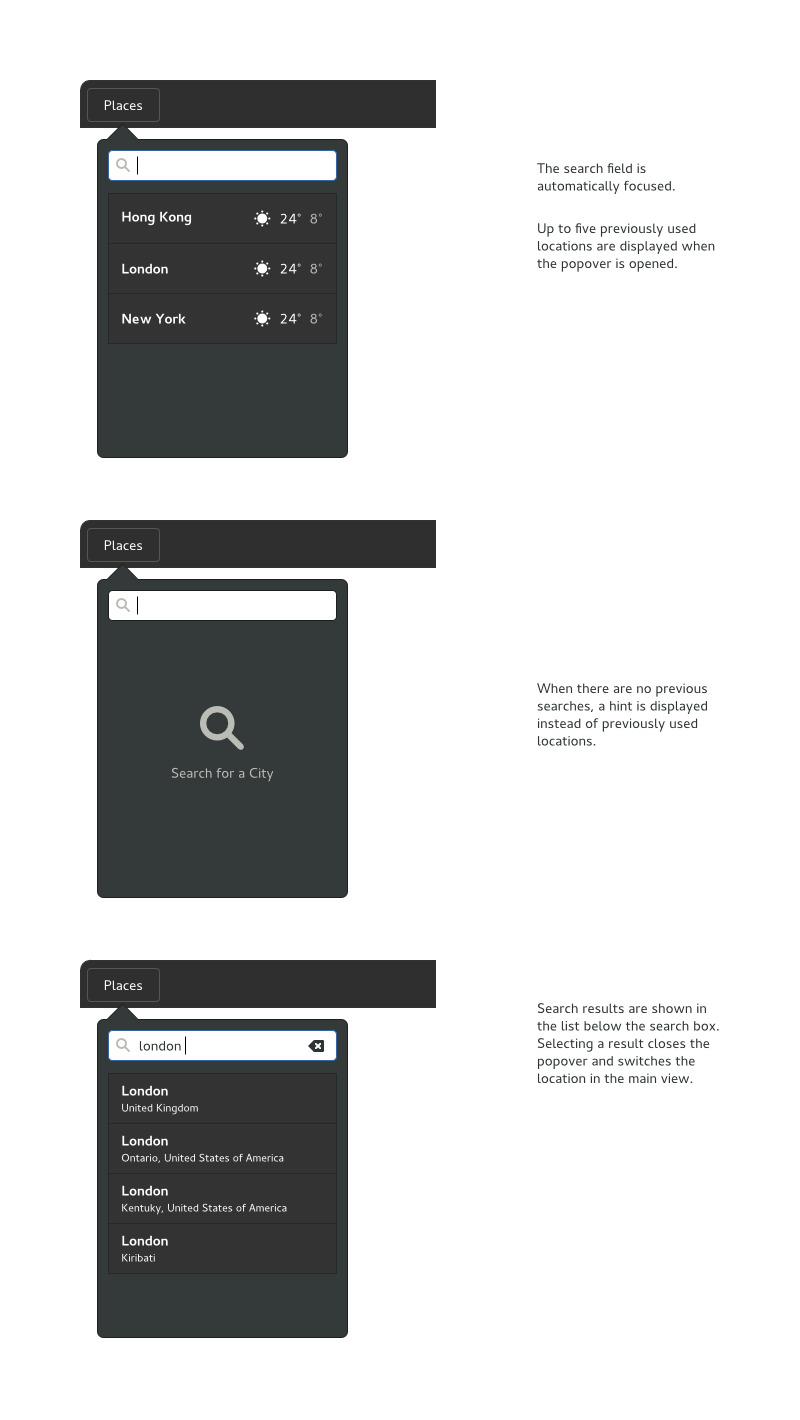 Places
The search field is
automatically focused.
Up to five previously used
locations are displayed when
the popover is opened.
Hong Kong 24° 8°
London 24° 8°
New York 24° 8°
Places
Search for a City
When there are no previous
searches, a hint is displayed
instead of previously used
locations.
Places
london
London
United Kingdom
London
Ontario, United States of America
London
Kentuky, United States of America
London
Kiribati
Search results are shown in
the list below the search box.
Selecting a result closes the
popover and switches the
location in the main view.